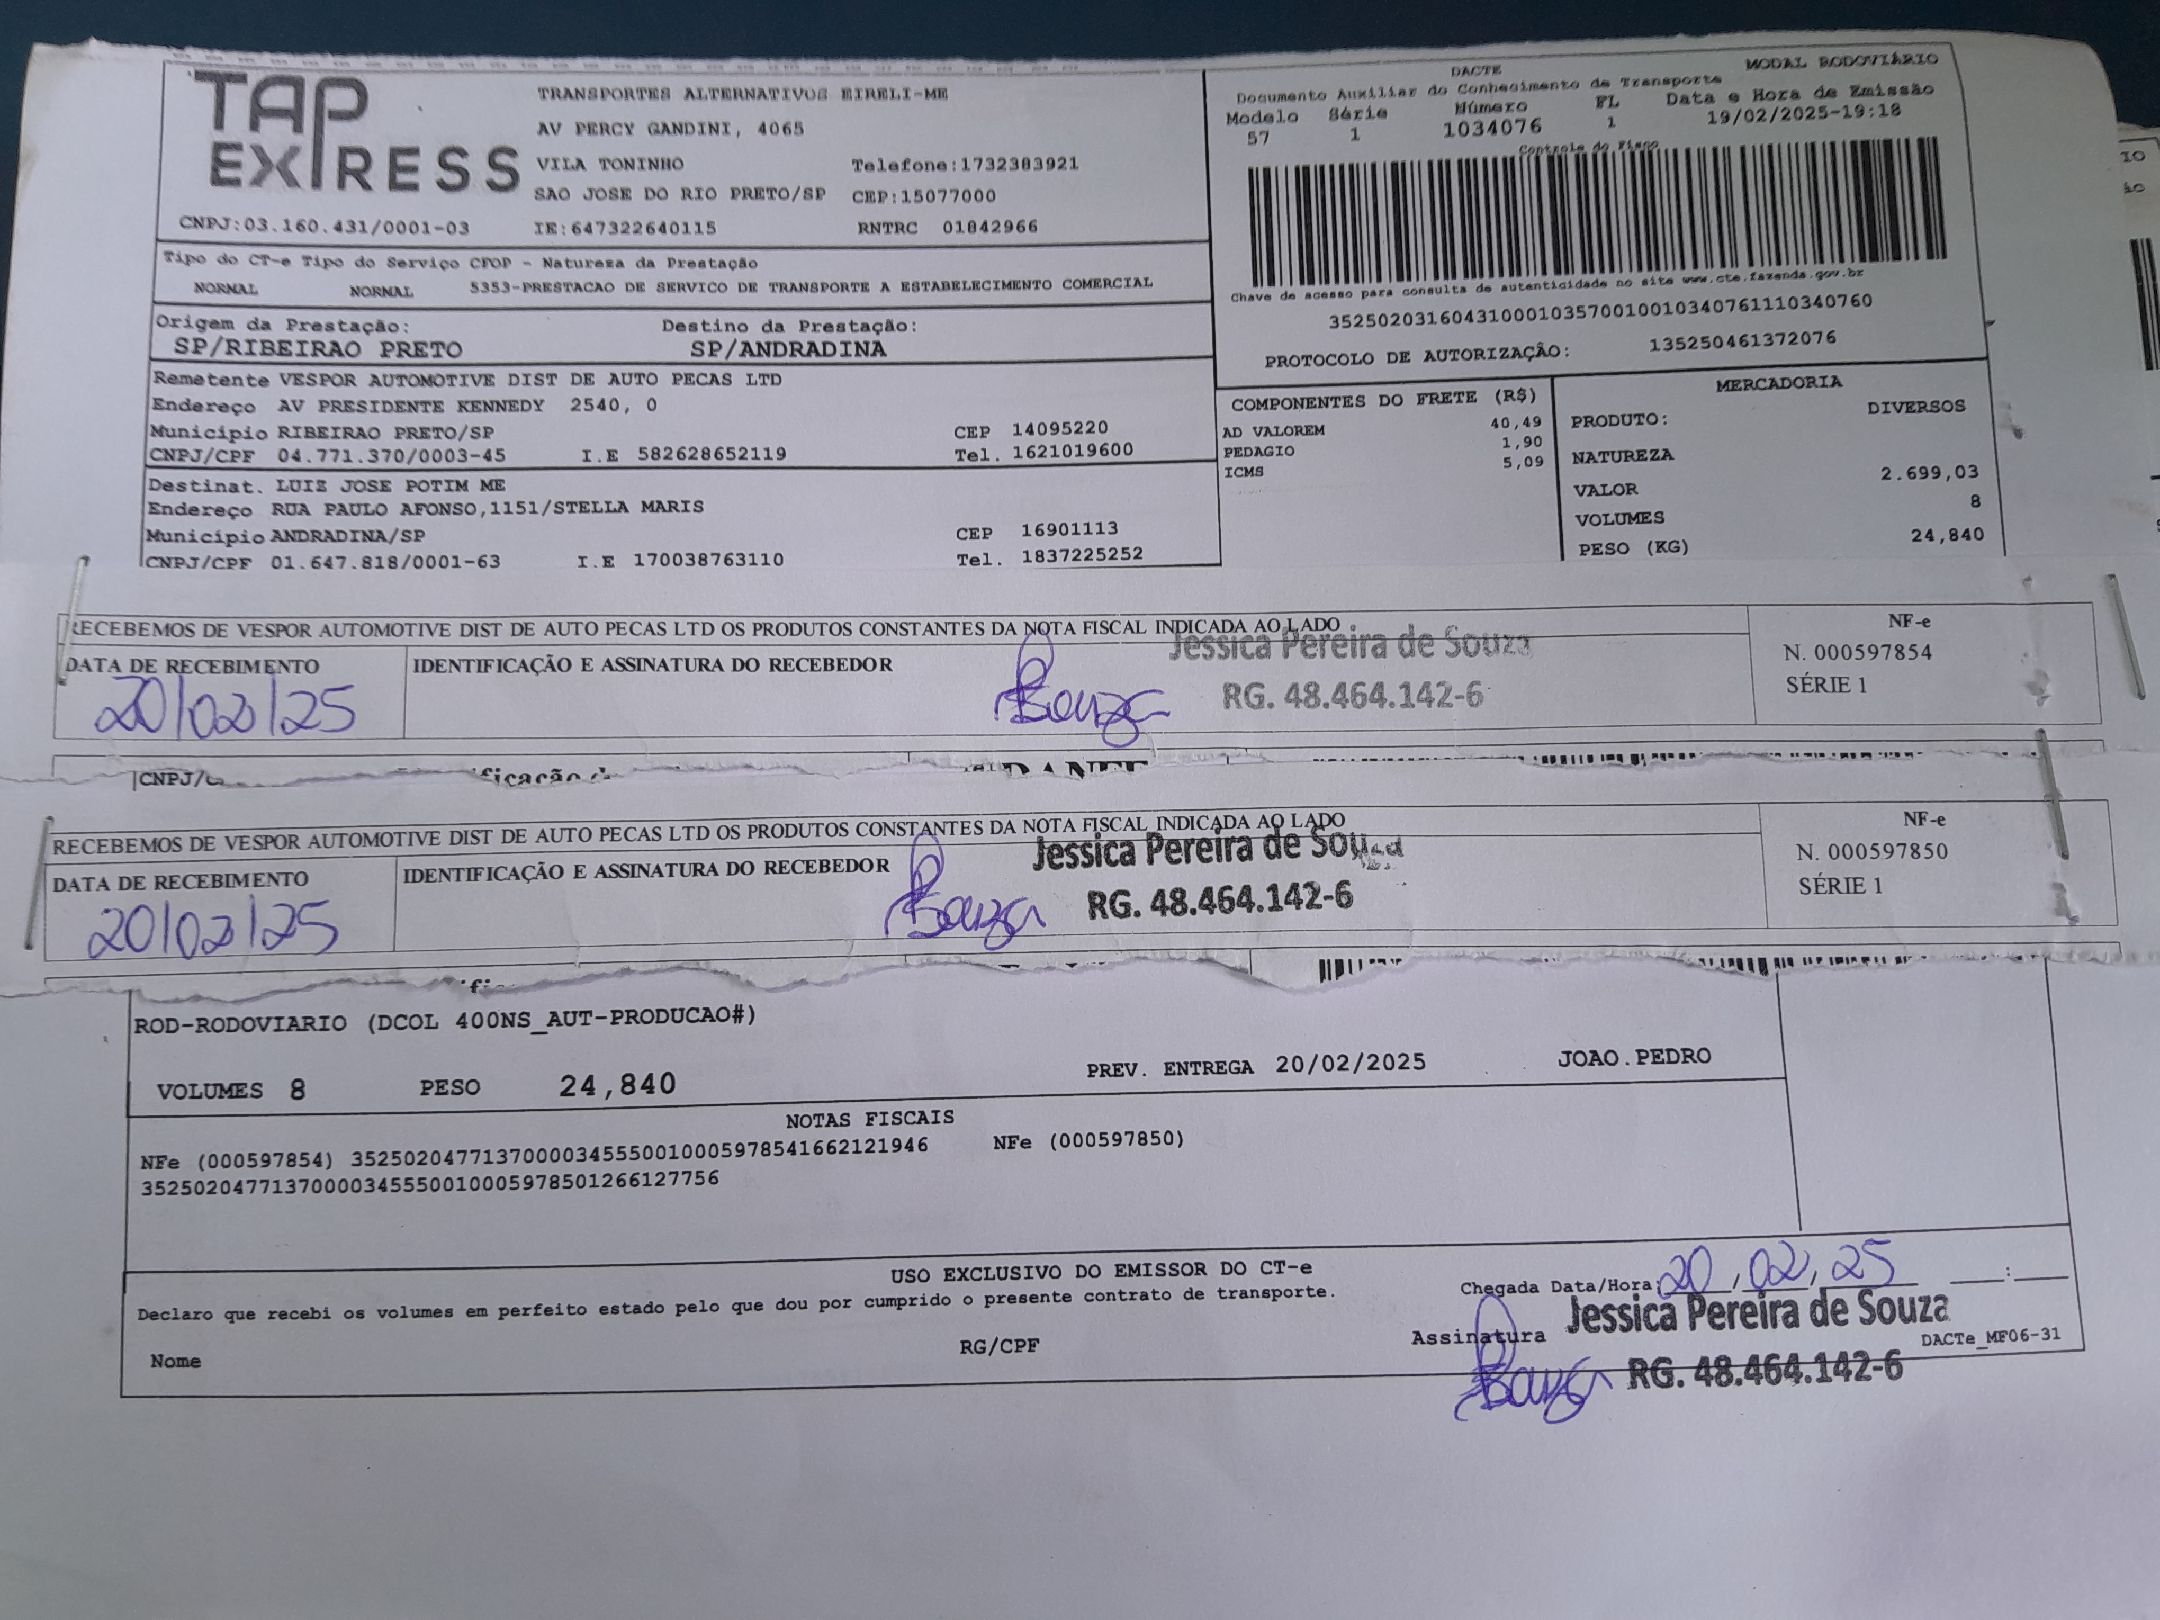 TAP EXPRESS
TRANSPORTES ALTERNATIVOS EIRELI-ME
AV PERCY GANDINI, 4065
VILA TONINHO Telefone:1732383921
SAO JOSE DO RIO PRETO/SP CEP:15077000
CNPJ:03.160.431/0001-03 IE:647322640115 RNTRC 01842966
DACTE MODAL RODOVIÁRIO
Documento Auxiliar do Conhecimento de Transporte
Modelo Série Número FL Data e Hora de Emissão
57 1 1034076 1 19/02/2025-19:18
Controle do Fisco
Chave de acesso para consulta de autenticidade no site www.cte.fazenda.gov.br
35250203160431000103570010010340761110340760
PROTOCOLO DE AUTORIZAÇÃO: 135250461372076
Tipo do CT-e Tipo do Serviço CFOP - Natureza da Prestação
NORMAL NORMAL 5353-PRESTACAO DE SERVICO DE TRANSPORTE A ESTABELECIMENTO COMERCIAL
Origem da Prestação: Destino da Prestação:
SP/RIBEIRAO PRETO SP/ANDRADINA
Remetente VESPOR AUTOMOTIVE DIST DE AUTO PECAS LTD
Endereço AV PRESIDENTE KENNEDY 2540, 0
Município RIBEIRAO PRETO/SP CEP 14095220
CNPJ/CPF 04.771.370/0003-45 I.E 582628652119 Tel. 1621019600
Destinat. LUIZ JOSE POTIM ME
Endereço RUA PAULO AFONSO,1151/STELLA MARIS
Município ANDRADINA/SP CEP 16901113
CNPJ/CPF 01.647.818/0001-63 I.E 170038763110 Tel. 1837225252
COMPONENTES DO FRETE (R$)
AD VALOREM 40,49
PEDAGIO 1,90
ICMS 5,09
MERCADORIA
PRODUTO: DIVERSOS
NATUREZA
VALOR 2.699,03
VOLUMES 8
PESO (KG) 24,840
RECEBEMOS DE VESPOR AUTOMOTIVE DIST DE AUTO PECAS LTD OS PRODUTOS CONSTANTES DA NOTA FISCAL INDICADA AO LADO
DATA DE RECEBIMENTO IDENTIFICAÇÃO E ASSINATURA DO RECEBEDOR
20/02/25
Souza
Jessica Pereira de Souza
RG. 48.464.142-6
NF-e
N. 000597854
SÉRIE 1
CNPJ/
RECEBEMOS DE VESPOR AUTOMOTIVE DIST DE AUTO PECAS LTD OS PRODUTOS CONSTANTES DA NOTA FISCAL INDICADA AO LADO
DATA DE RECEBIMENTO IDENTIFICAÇÃO E ASSINATURA DO RECEBEDOR
20/02/25
Souza
Jessica Pereira de Souza
RG. 48.464.142-6
NF-e
N. 000597850
SÉRIE 1
ROD-RODOVIARIO (DCOL 400NS_AUT-PRODUCAO#)
VOLUMES 8 PESO 24,840 PREV. ENTREGA 20/02/2025 JOAO.PEDRO
NOTAS FISCAIS
NFe (000597854) 35250204771370000345550010005978541662121946 NFe (000597850)
35250204771370000345550010005978501266127756
USO EXCLUSIVO DO EMISSOR DO CT-e
Declaro que recebi os volumes em perfeito estado pelo que dou por cumprido o presente contrato de transporte.
Nome RG/CPF
Chegada Data/Hora 20/02/25 __:__
Assinatura Jessica Pereira de Souza
Souza RG. 48.464.142-6
DACTe_MF06-31